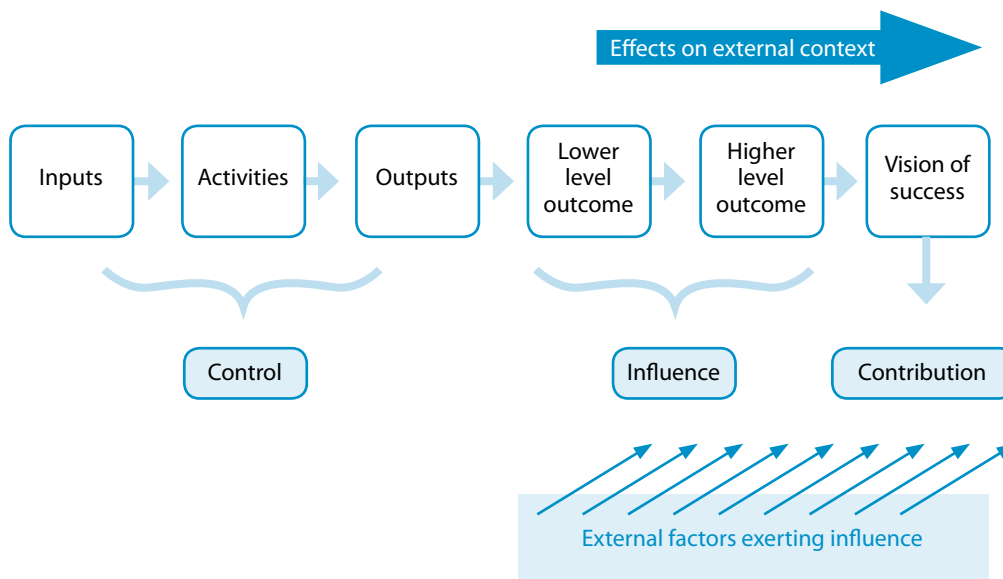 Effects on external context
Inputs
Activities
Outputs
Lower
level
outcome
Higher
level
outcome
Vision of
success
Control
Influence
Contribution
External factors exerting influence